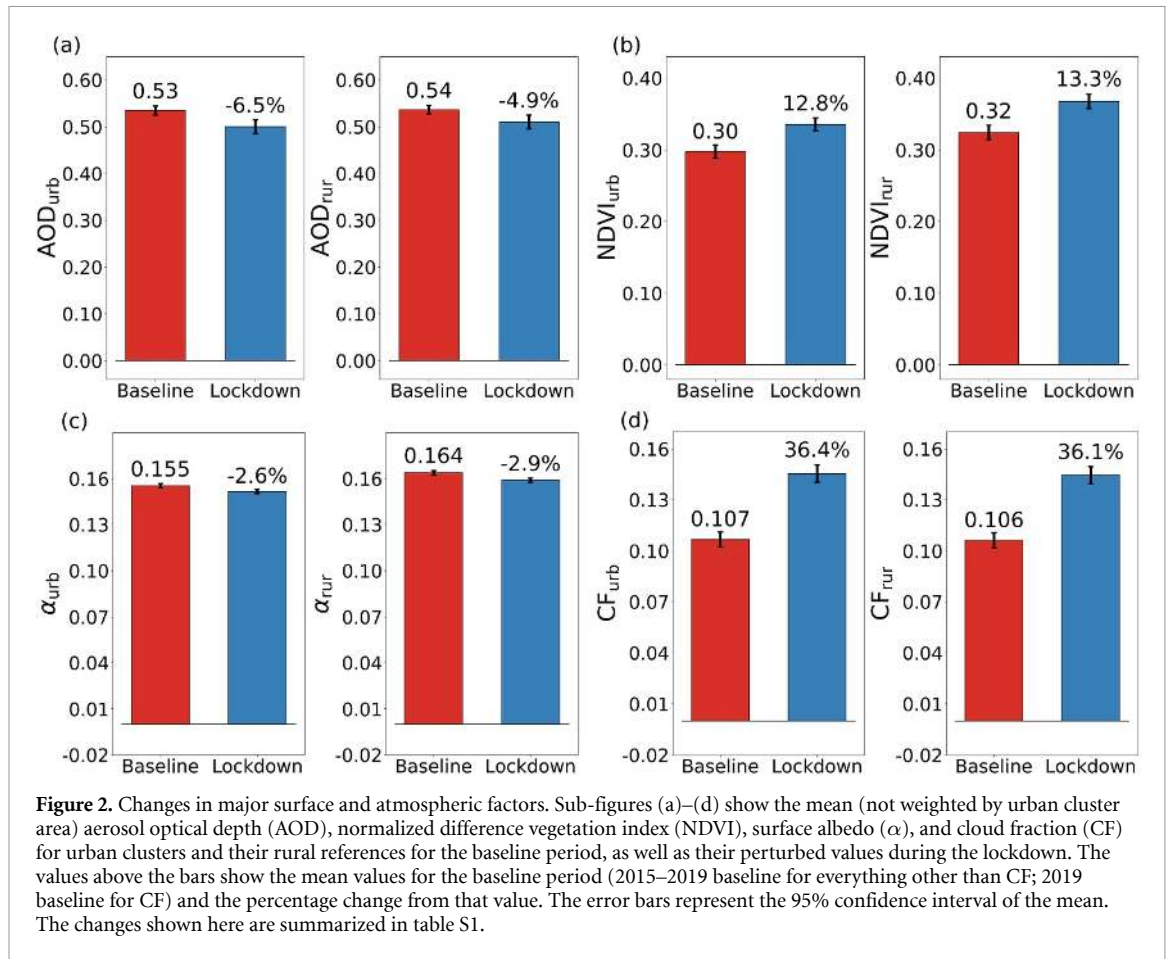 (a)
0.60
0.50
0.40
0.30
0.20
0.10
0.00
AODurb
0.53
-6.5%
Baseline Lockdown
0.60
0.50
0.40
0.30
0.20
0.10
0.00
AODrur
0.54
-4.9%
Baseline Lockdown
(b)
0.40
0.30
0.20
0.10
0.00
NDVIurb
0.30
12.8%
Baseline Lockdown
0.40
0.30
0.20
0.10
0.00
NDVIrur
0.32
13.3%
Baseline Lockdown
(c)
0.16
0.13
0.10
0.07
0.04
0.01
-0.02
αurb
0.155
-2.6%
Baseline Lockdown
0.16
0.13
0.10
0.07
0.04
0.01
-0.02
αrur
0.164
-2.9%
Baseline Lockdown
(d)
0.16
0.13
0.10
0.07
0.04
0.01
-0.02
CFurb
0.107
36.4%
Baseline Lockdown
0.16
0.13
0.10
0.07
0.04
0.01
-0.02
CFrur
0.106
36.1%
Baseline Lockdown
Figure 2. Changes in major surface and atmospheric factors. Sub-figures (a)–(d) show the mean (not weighted by urban cluster
area) aerosol optical depth (AOD), normalized difference vegetation index (NDVI), surface albedo (α), and cloud fraction (CF)
for urban clusters and their rural references for the baseline period, as well as their perturbed values during the lockdown. The
values above the bars show the mean values for the baseline period (2015–2019 baseline for everything other than CF; 2019
baseline for CF) and the percentage change from that value. The error bars represent the 95% confidence interval of the mean.
The changes shown here are summarized in table S1.